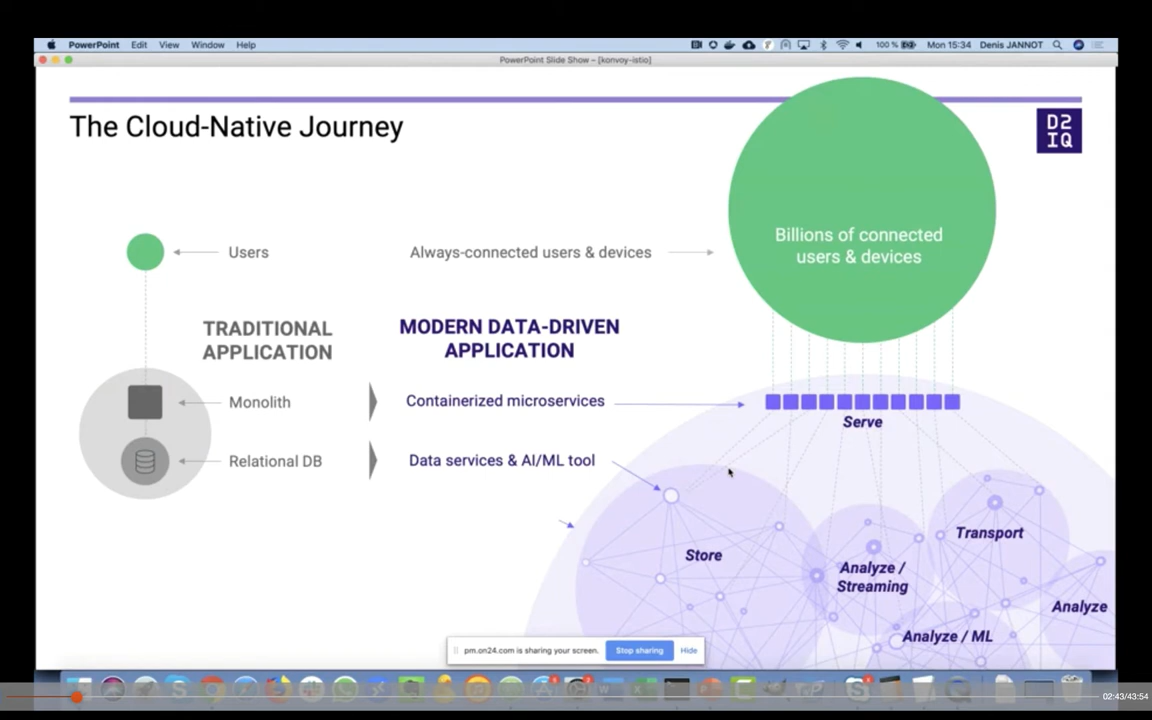 PowerPoint Edit View Window Help
100 % Mon 15:34 Denis JANNOT
PowerPoint Slide Show – [konvoy-istio]
The Cloud-Native Journey
D2
IQ
Billions of connected
users & devices
Users
Always-connected users & devices
TRADITIONAL
APPLICATION
MODERN DATA-DRIVEN
APPLICATION
Monolith
Containerized microservices
Serve
Relational DB
Data services & AI/ML tool
Store
Transport
Analyze /
Streaming
Analyze
Analyze / ML
pm.on24.com is sharing your screen. Stop sharing Hide
02:43/43:54